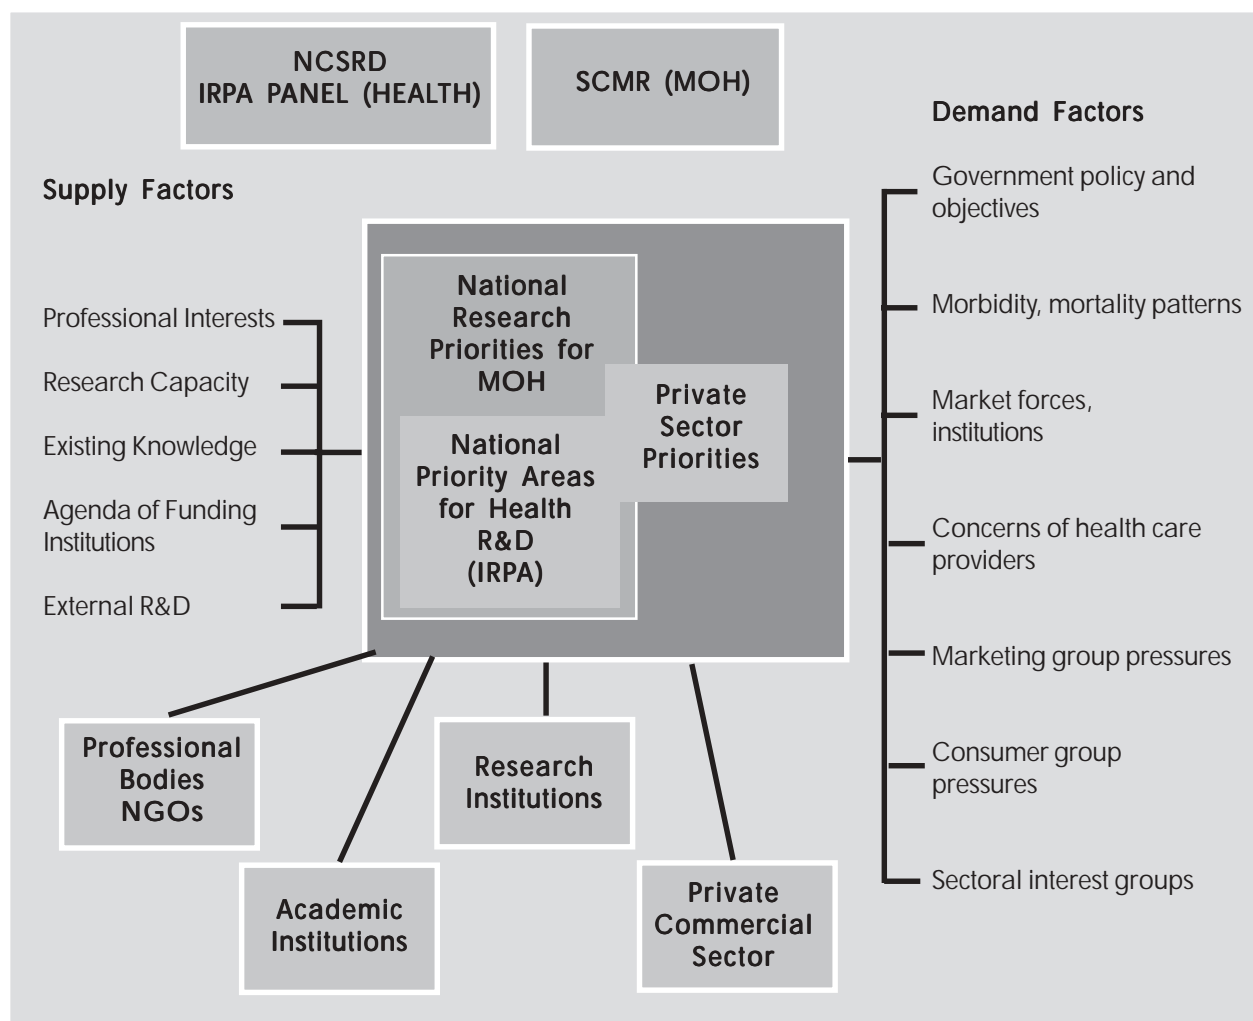 NCSRD
IRPA PANEL (HEALTH)
SCMR (MOH)
Supply Factors
Professional Interests
Research Capacity
Existing Knowledge
Agenda of Funding
Institutions
External R&D
National
Research
Priorities for
MOH
National
Priority Areas
for Health
R&D
(IRPA)
Private
Sector
Priorities
Demand Factors
Government policy and
objectives
Morbidity, mortality patterns
Market forces,
institutions
Concerns of health care
providers
Marketing group pressures
Consumer group
pressures
Sectoral interest groups
Professional
Bodies
NGOs
Academic
Institutions
Research
Institutions
Private
Commercial
Sector